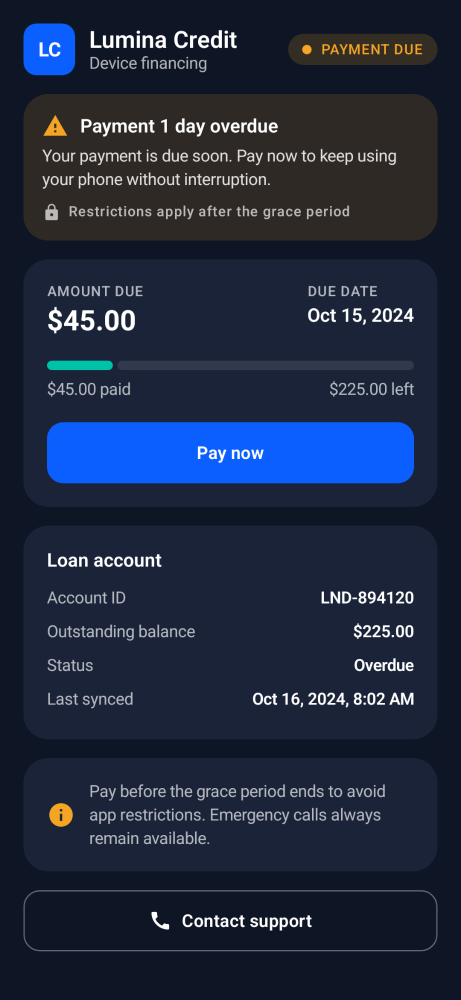 LC
Lumina Credit
Device financing
PAYMENT DUE
Payment 1 day overdue
Your payment is due soon. Pay now to keep using
your phone without interruption.
Restrictions apply after the grace period
AMOUNT DUE
$45.00
DUE DATE
Oct 15, 2024
$45.00 paid
$225.00 left
Pay now
Loan account
Account ID
LND-894120
Outstanding balance
$225.00
Status
Overdue
Last synced
Oct 16, 2024, 8:02 AM
Pay before the grace period ends to avoid
app restrictions. Emergency calls always
remain available.
Contact support